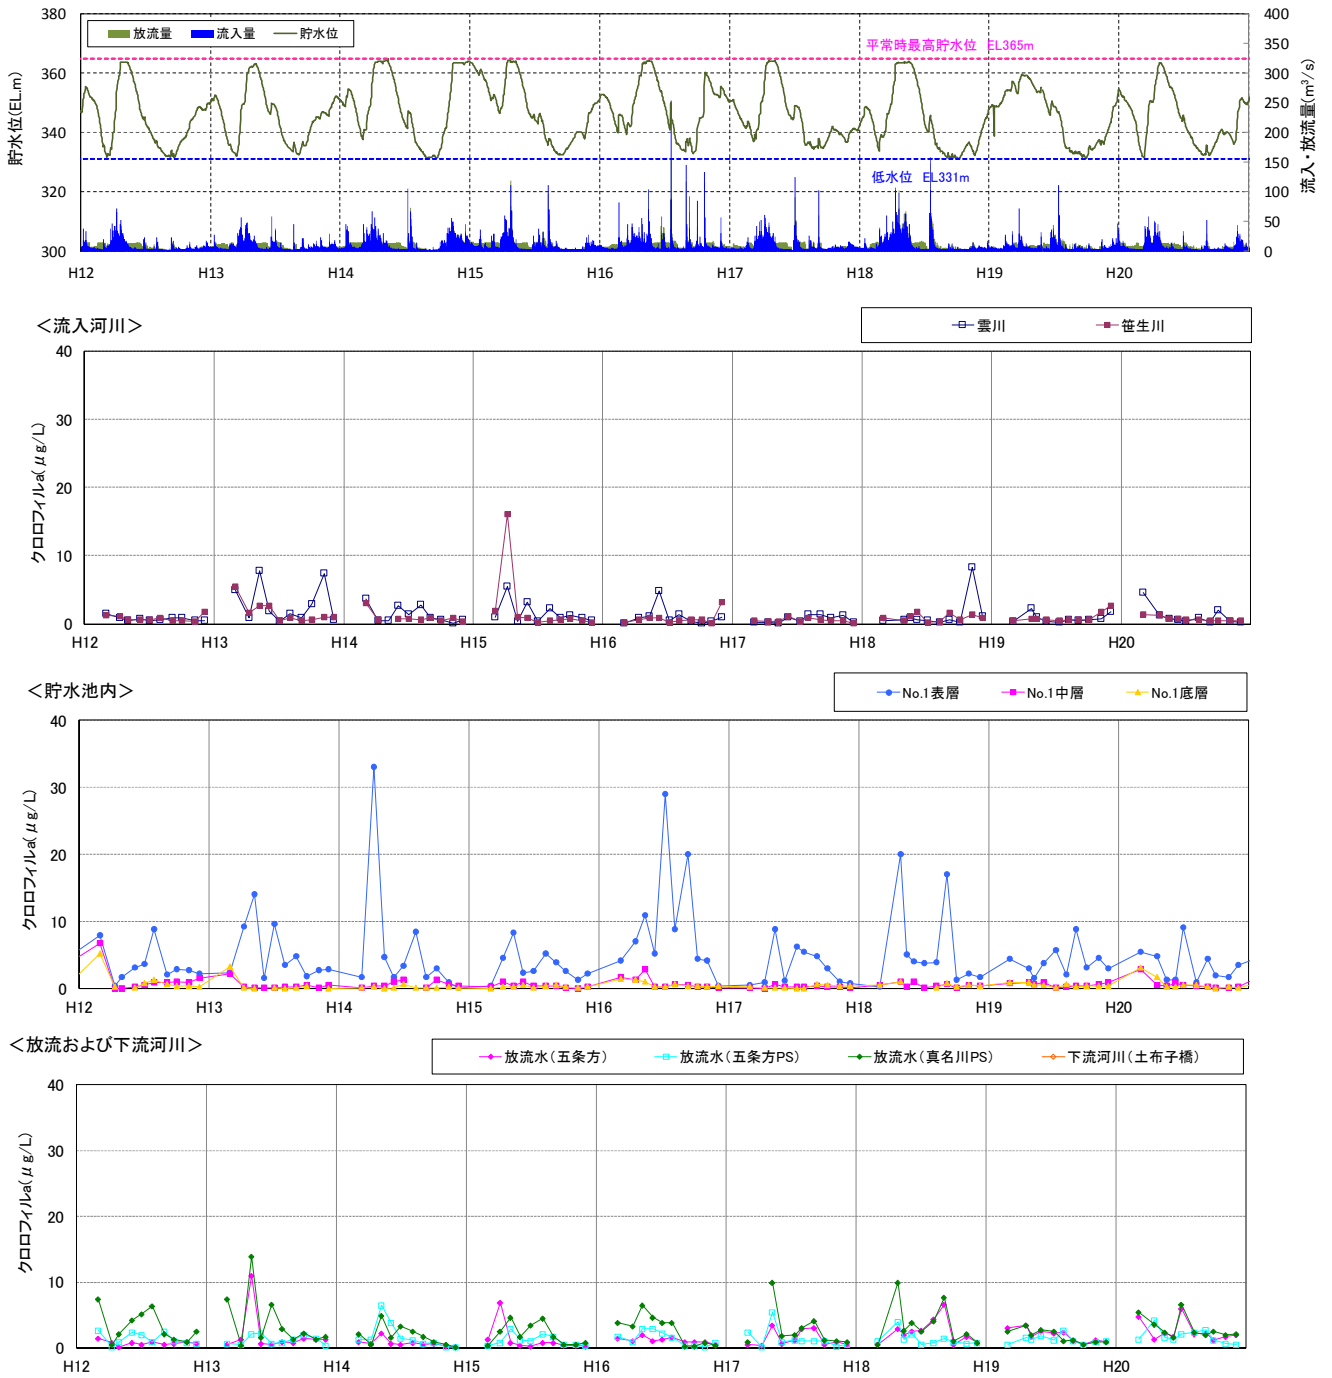 380
360
340
320
300
貯水位(EL.m)
放流量 流入量 貯水位
平常時最高貯水位 EL365m
低水位 EL331m
400
350
300
250
200
150
100
50
0
流入・放流量(m³/s)
H12 H13 H14 H15 H16 H17 H18 H19 H20
＜流入河川＞
雲川 笹生川
40
30
20
10
0
クロロフィルa(μg/L)
H12 H13 H14 H15 H16 H17 H18 H19 H20
＜貯水池内＞
No.1表層 No.1中層 No.1底層
40
30
20
10
0
クロロフィルa(μg/L)
H12 H13 H14 H15 H16 H17 H18 H19 H20
＜放流および下流河川＞
放流水（五条方） 放流水（五条方PS） 放流水（真名川PS） 下流河川（土布子橋）
40
30
20
10
0
クロロフィルa(μg/L)
H12 H13 H14 H15 H16 H17 H18 H19 H20